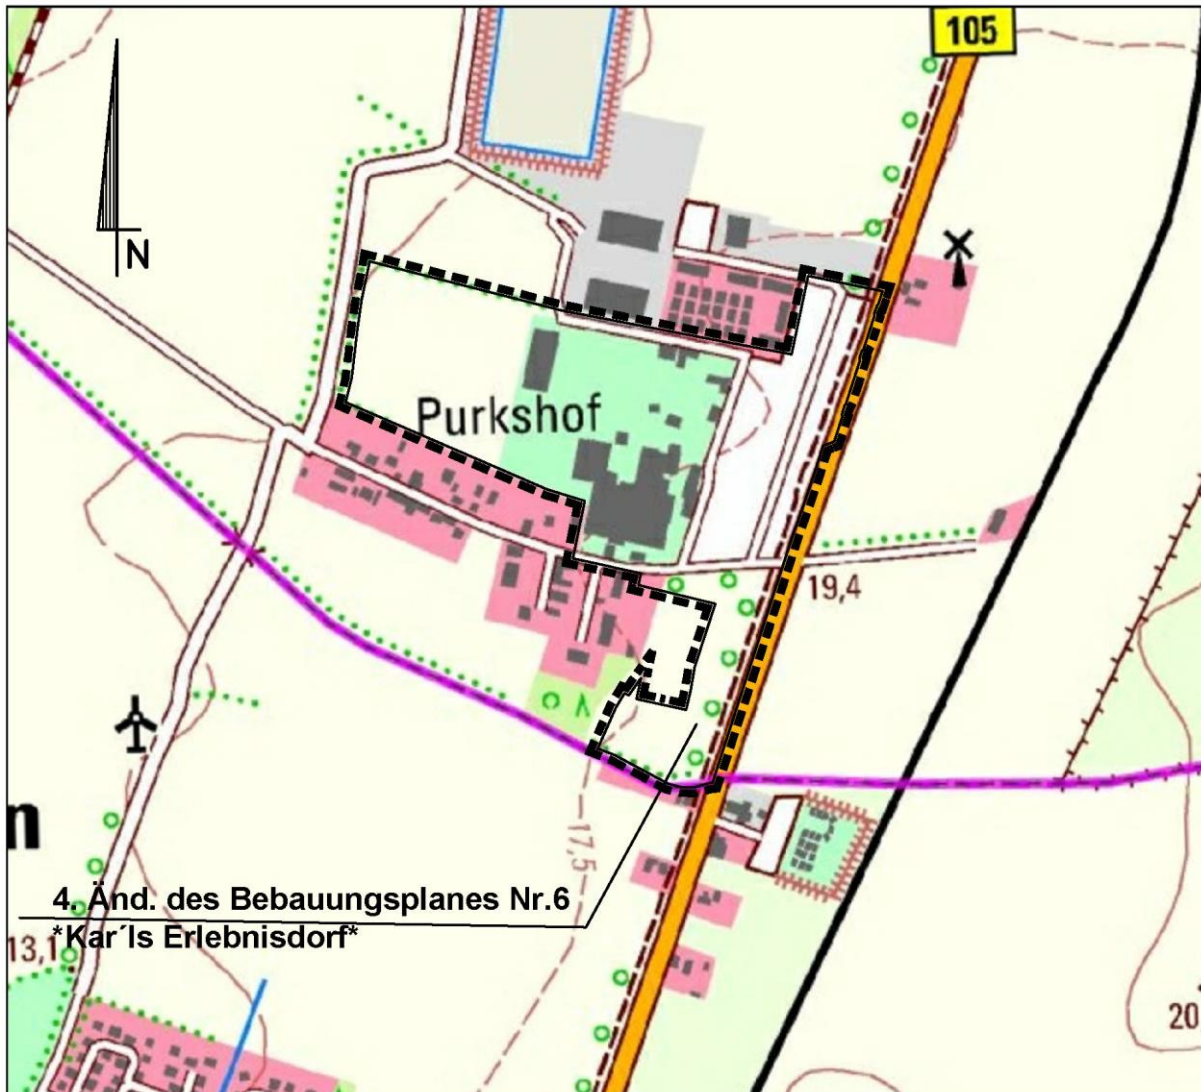 105
N
Purkshof
19,4
n
17,5
4. Änd. des Bebauungsplanes Nr.6
*Kar´ls Erlebnisdorf*
13,1
20